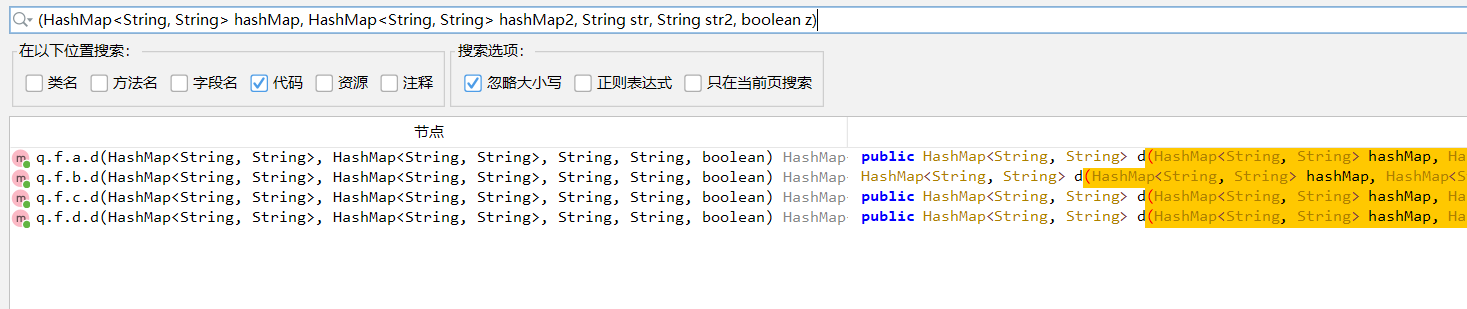 (HashMap<String, String> hashMap, HashMap<String, String> hashMap2, String str, String str2, boolean z)
在以下位置搜索： 搜索选项：
类名 方法名 字段名 代码 资源 注释 忽略大小写 正则表达式 只在当前页搜索
节点
m q.f.a.d(HashMap<String, String>, HashMap<String, String>, String, String, boolean) HashMap public HashMap<String, String> d(HashMap<String, String> hashMap, Ha
m q.f.b.d(HashMap<String, String>, HashMap<String, String>, String, String, boolean) HashMap HashMap<String, String> d(HashMap<String, String> hashMap, HashMap<S
m q.f.c.d(HashMap<String, String>, HashMap<String, String>, String, String, boolean) HashMap public HashMap<String, String> d(HashMap<String, String> hashMap, Ha
m q.f.d.d(HashMap<String, String>, HashMap<String, String>, String, String, boolean) HashMap public HashMap<String, String> d(HashMap<String, String> hashMap, Ha